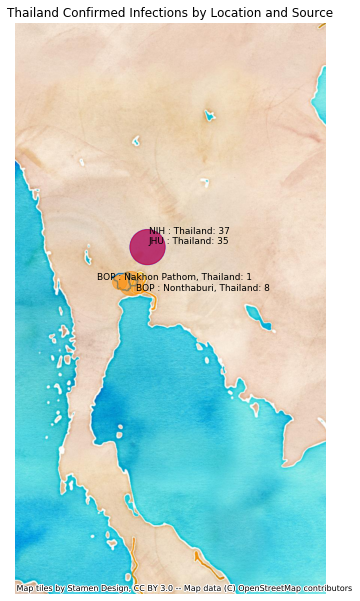 Thailand Confirmed Infections by Location and Source
NIH : Thailand: 37
JHU : Thailand: 35
BOP : Nakhon Pathom, Thailand: 1
BOP : Nonthaburi, Thailand: 8
Map tiles by Stamen Design, CC BY 3.0 -- Map data (C) OpenStreetMap contributors